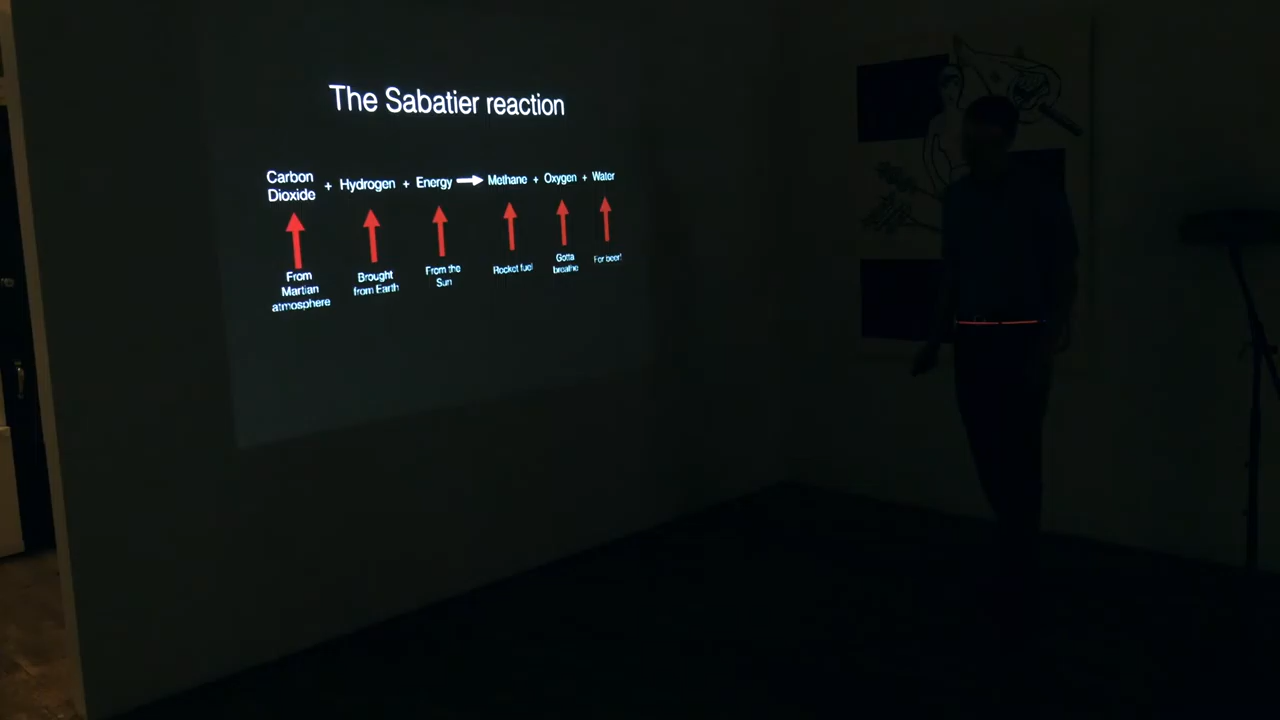 The Sabatier reaction
Carbon
Dioxide + Hydrogen + Energy → Methane + Oxygen + Water
From
Martian
atmosphere
Brought
from Earth
From the
Sun
Rocket fuel
Gotta
breathe
For beer!